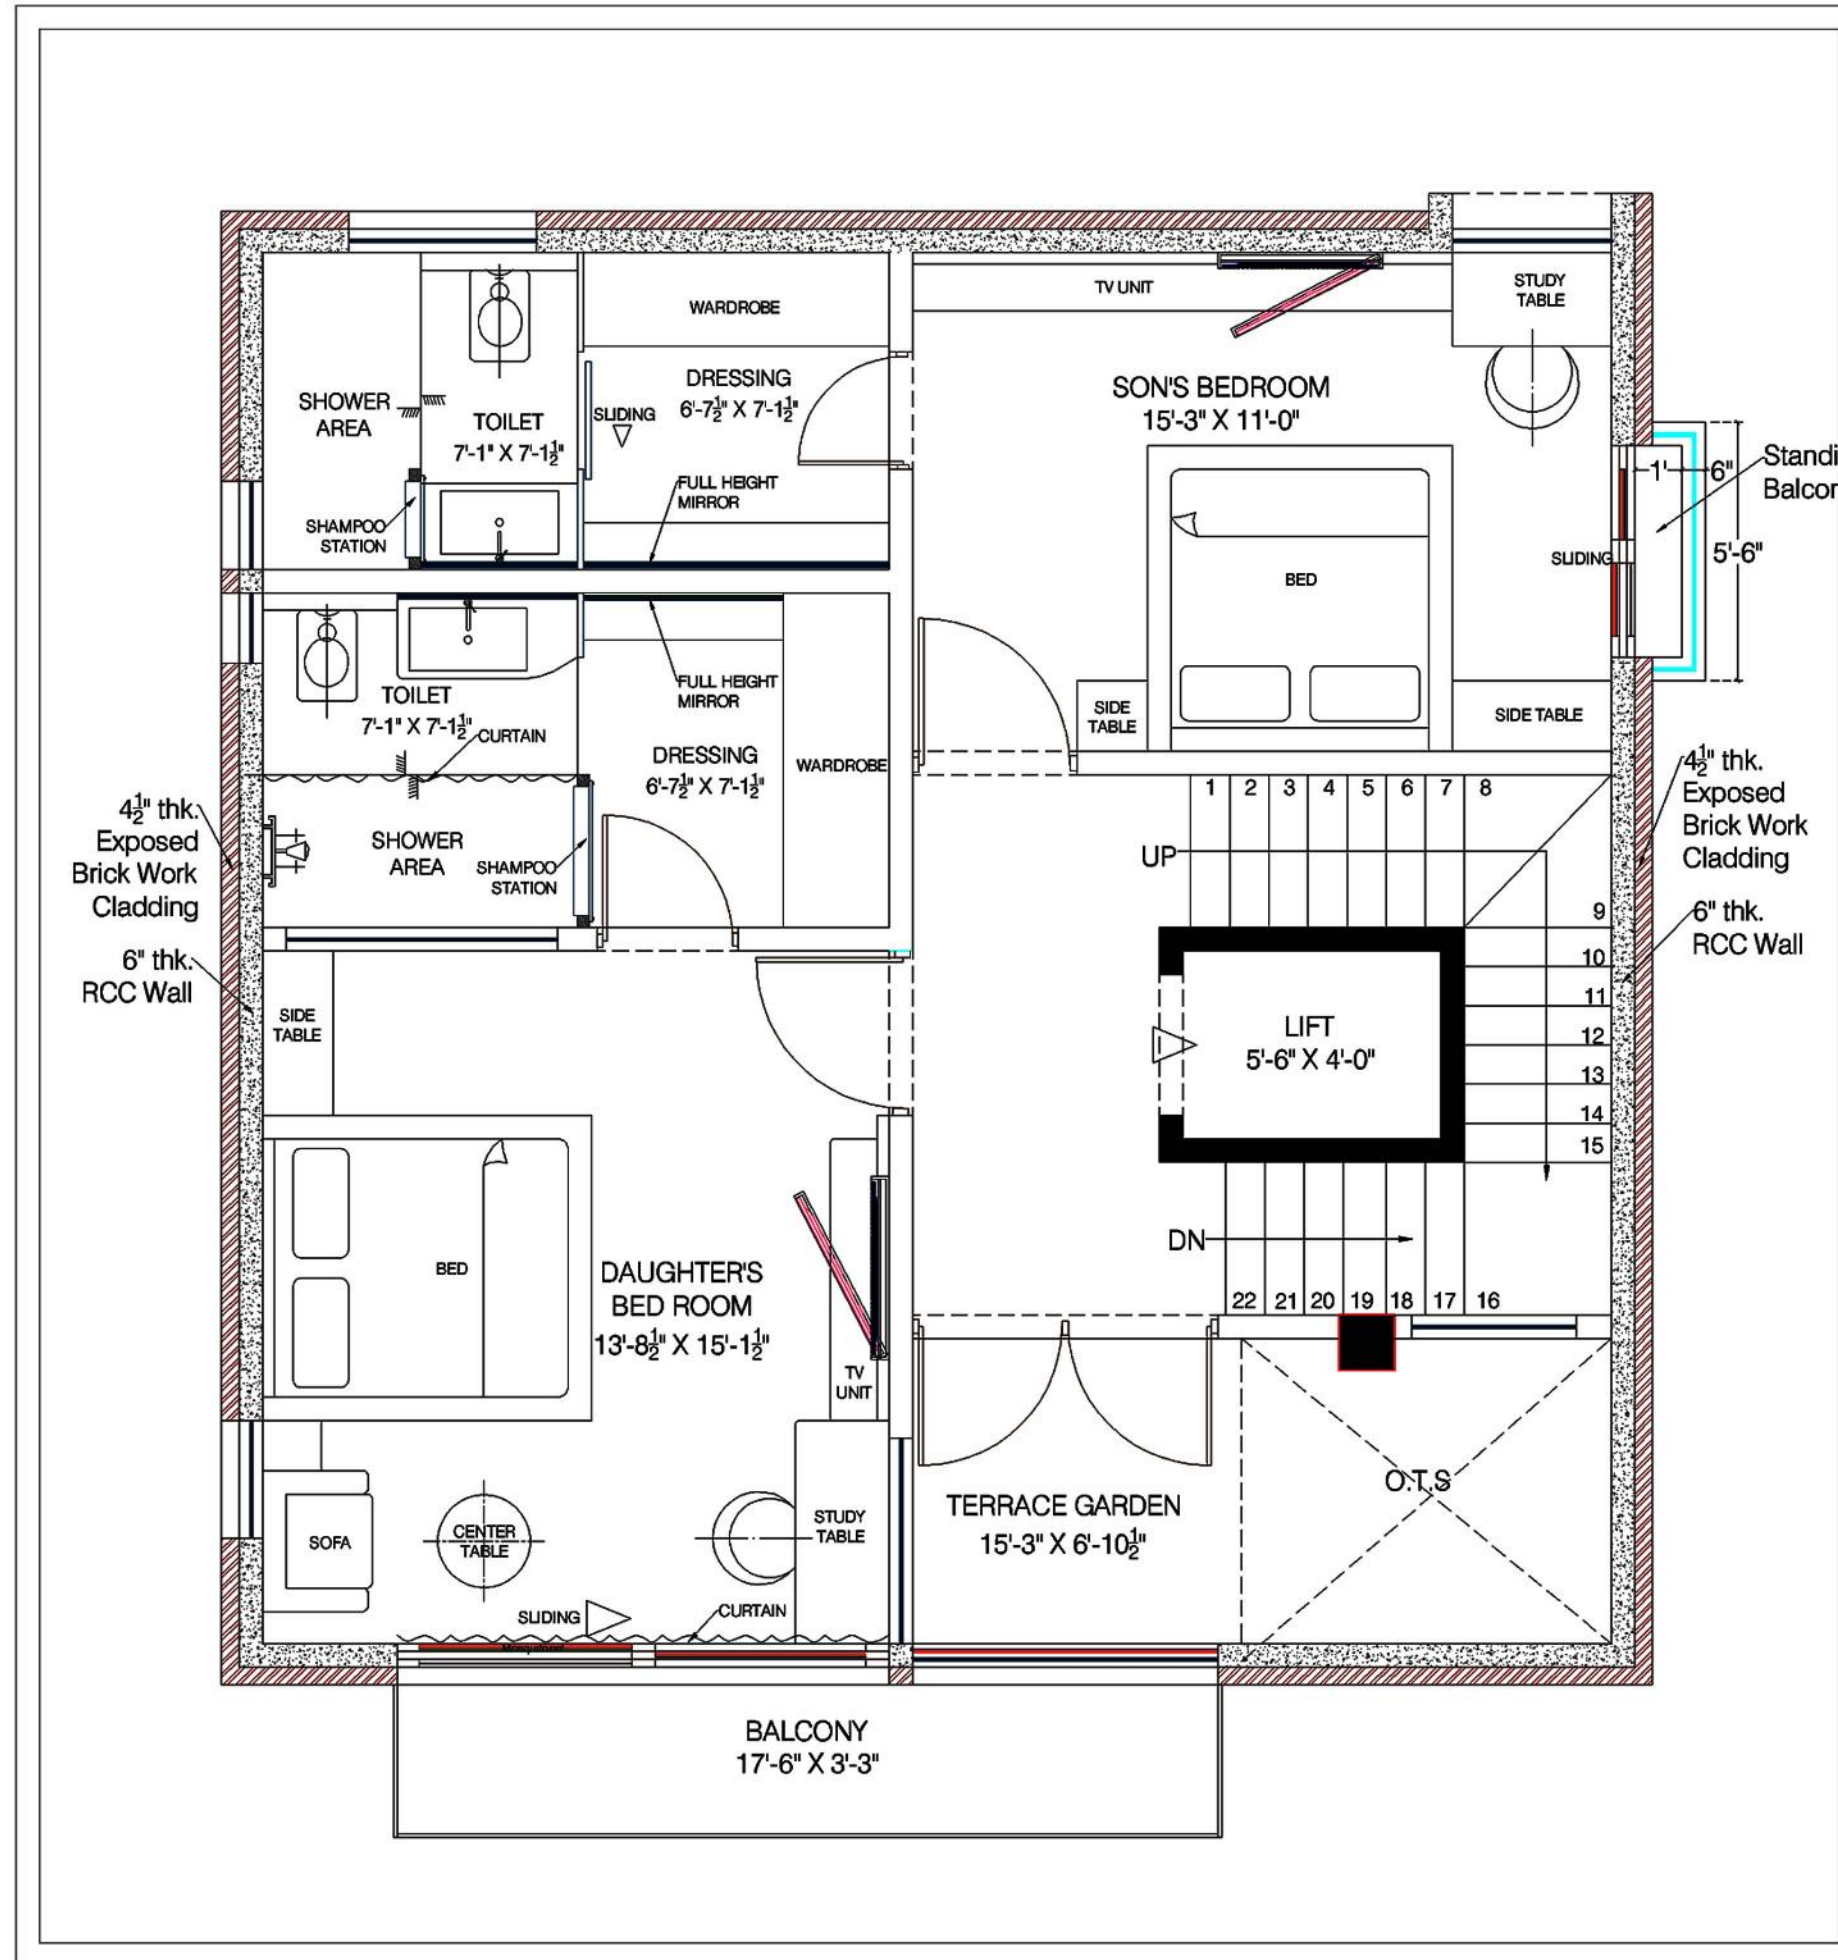 WARDROBE
TV UNIT
STUDY
TABLE
DRESSING
6'-7½" X 7'-1½"
SON'S BEDROOM
15'-3" X 11'-0"
SHOWER
AREA
TOILET
7'-1" X 7'-1½"
SLIDING
FULL HEIGHT
MIRROR
SHAMPOO
STATION
1'
6"
5'-6"
SLIDING
BED
TOILET
7'-1" X 7'-1½"
CURTAIN
FULL HEIGHT
MIRROR
DRESSING
6'-7½" X 7'-1½"
WARDROBE
SIDE
TABLE
SIDE TABLE
4½" thk.
Exposed
Brick Work
Cladding
6" thk.
RCC Wall
SHOWER
AREA
SHAMPOO
STATION
1 2 3 4 5 6 7 8
UP
9
10
11
12
13
14
15
LIFT
5'-6" X 4'-0"
4½" thk.
Exposed
Brick Work
Cladding
6" thk.
RCC Wall
SIDE
TABLE
BED
DAUGHTER'S
BED ROOM
13'-8½" X 15'-1½"
TV
UNIT
DN
22 21 20 19 18 17 16
SOFA
CENTER
TABLE
STUDY
TABLE
SLIDING
CURTAIN
TERRACE GARDEN
15'-3" X 6'-10½"
O.T.S
BALCONY
17'-6" X 3'-3"